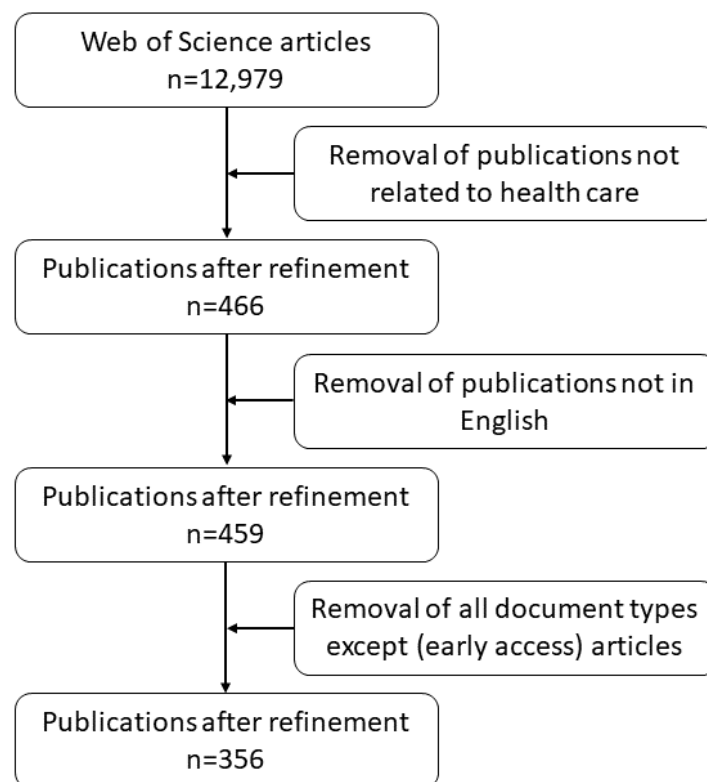 Web of Science articles
n=12,979
Removal of publications not
related to health care
Publications after refinement
n=466
Removal of publications not in
English
Publications after refinement
n=459
Removal of all document types
except (early access) articles
Publications after refinement
n=356